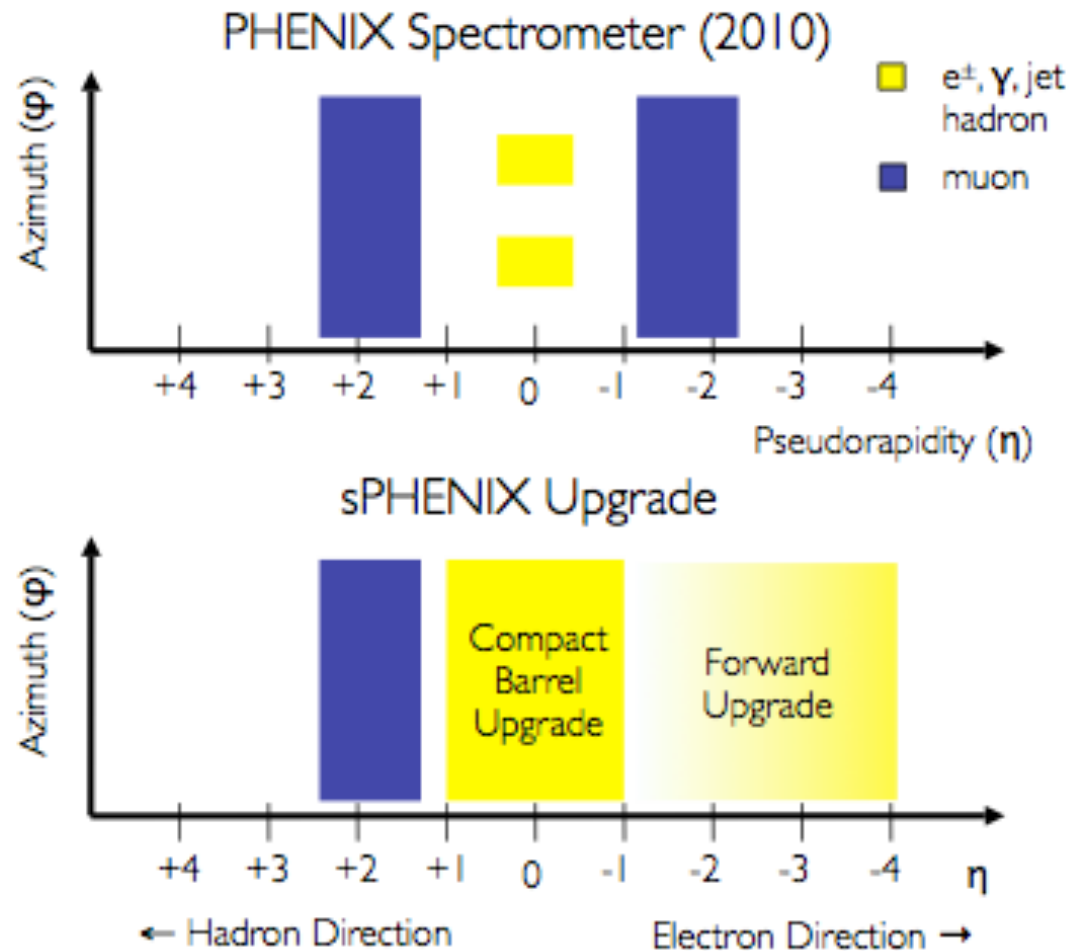 PHENIX Spectrometer (2010)
e±, γ, jet
hadron
muon
Azimuth (φ)
+4 +3 +2 +1 0 -1 -2 -3 -4
Pseudorapidity (η)
sPHENIX Upgrade
Azimuth (φ)
Compact
Barrel
Upgrade
Forward
Upgrade
+4 +3 +2 +1 0 -1 -2 -3 -4 η
← Hadron Direction
Electron Direction →